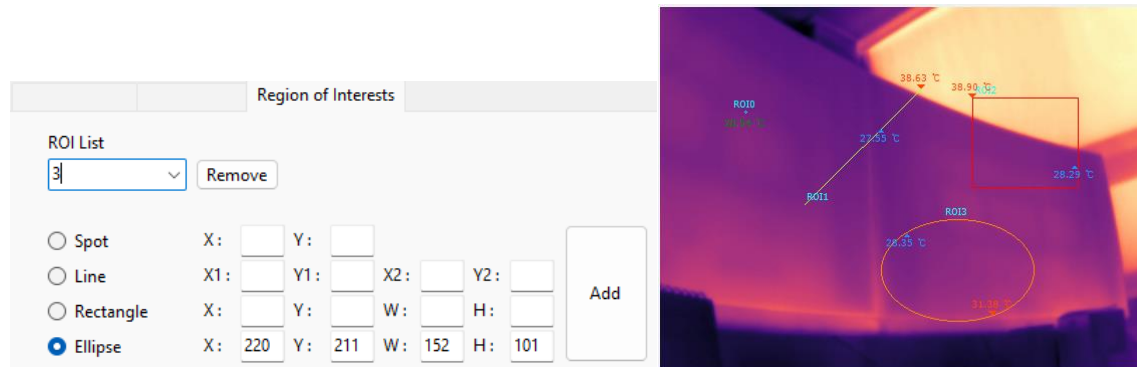 Region of Interests
ROI List
3
Remove
Spot X: Y:
Line X1: Y1: X2: Y2:
Rectangle X: Y: W: H:
Ellipse X: 220 Y: 211 W: 152 H: 101
Add
38.63 ℃
38.90 ℃
ROI2
ROI0
27.55 ℃
28.29 ℃
ROI1
ROI3
28.35 ℃
31.38 ℃